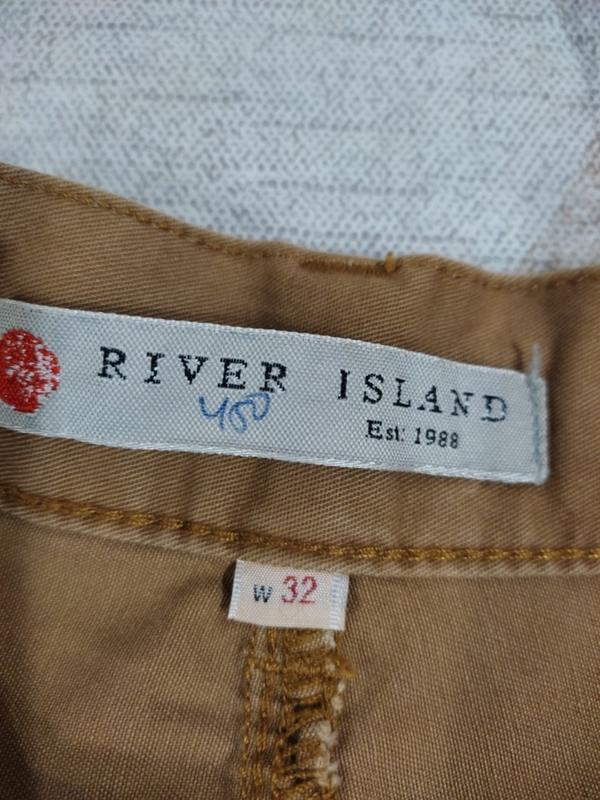 RIVER ISLAND
450
Est: 1988
W 32